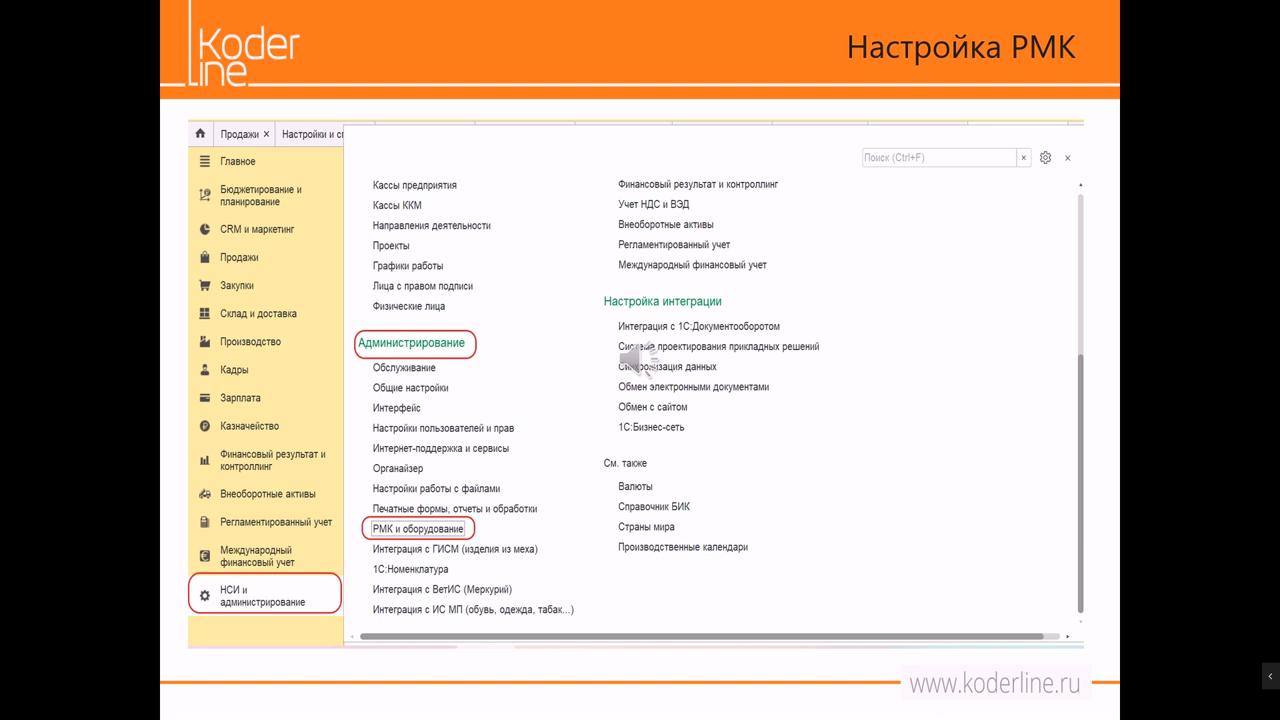 Koder
line
Настройка РМК
Продажи ×
Настройки и сп
Поиск (Ctrl+F)
Главное
Бюджетирование и
планирование
CRM и маркетинг
Продажи
Закупки
Склад и доставка
Производство
Кадры
Зарплата
Казначейство
Финансовый результат и
контроллинг
Внеоборотные активы
Регламентированный учет
Международный
финансовый учет
НСИ и
администрирование
Кассы предприятия
Кассы ККМ
Направления деятельности
Проекты
Графики работы
Лица с правом подписи
Физические лица
Администрирование
Обслуживание
Общие настройки
Интерфейс
Настройки пользователей и прав
Интернет-поддержка и сервисы
Органайзер
Настройки работы с файлами
Печатные формы, отчеты и обработки
РМК и оборудование
Интеграция с ГИСМ (изделия из меха)
1С:Номенклатура
Интеграция с ВетИС (Меркурий)
Интеграция с ИС МП (обувь, одежда, табак...)
Финансовый результат и контроллинг
Учет НДС и ВЭД
Внеоборотные активы
Регламентированный учет
Международный финансовый учет
Настройка интеграции
Интеграция с 1С:Документооборотом
Система проектирования прикладных решений
Синхронизация данных
Обмен электронными документами
Обмен с сайтом
1С:Бизнес-сеть
См. также
Валюты
Справочник БИК
Страны мира
Производственные календари
www.koderline.ru